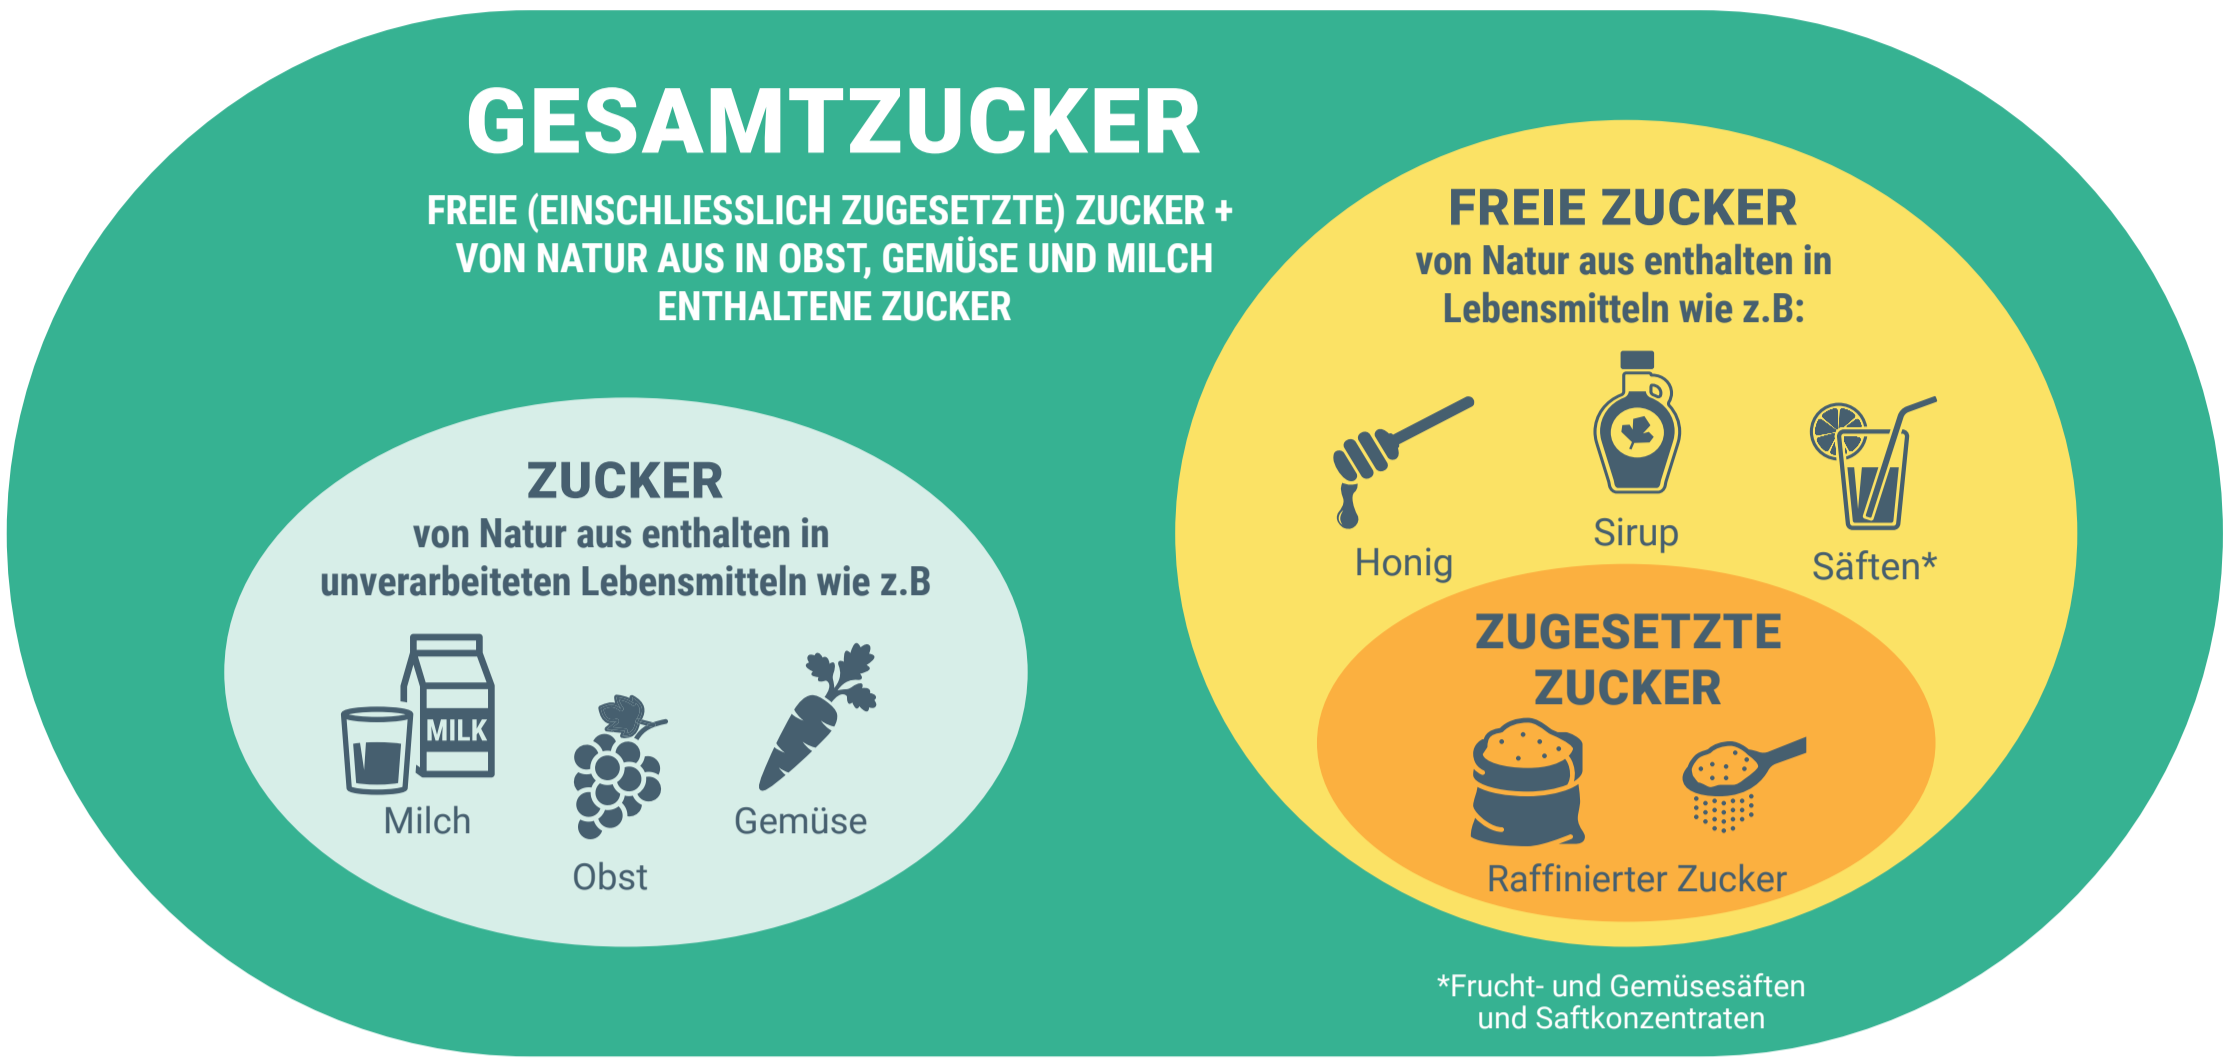 GESAMTZUCKER
FREIE (EINSCHLIESSLICH ZUGESETZTE) ZUCKER +
VON NATUR AUS IN OBST, GEMÜSE UND MILCH
ENTHALTENE ZUCKER
ZUCKER
von Natur aus enthalten in
unverarbeiteten Lebensmitteln wie z.B
MILK
Milch
Obst
Gemüse
FREIE ZUCKER
von Natur aus enthalten in
Lebensmitteln wie z.B:
Honig
Sirup
Säften*
ZUGESETZTE
ZUCKER
Raffinierter Zucker
*Frucht- und Gemüsesäften
und Saftkonzentraten